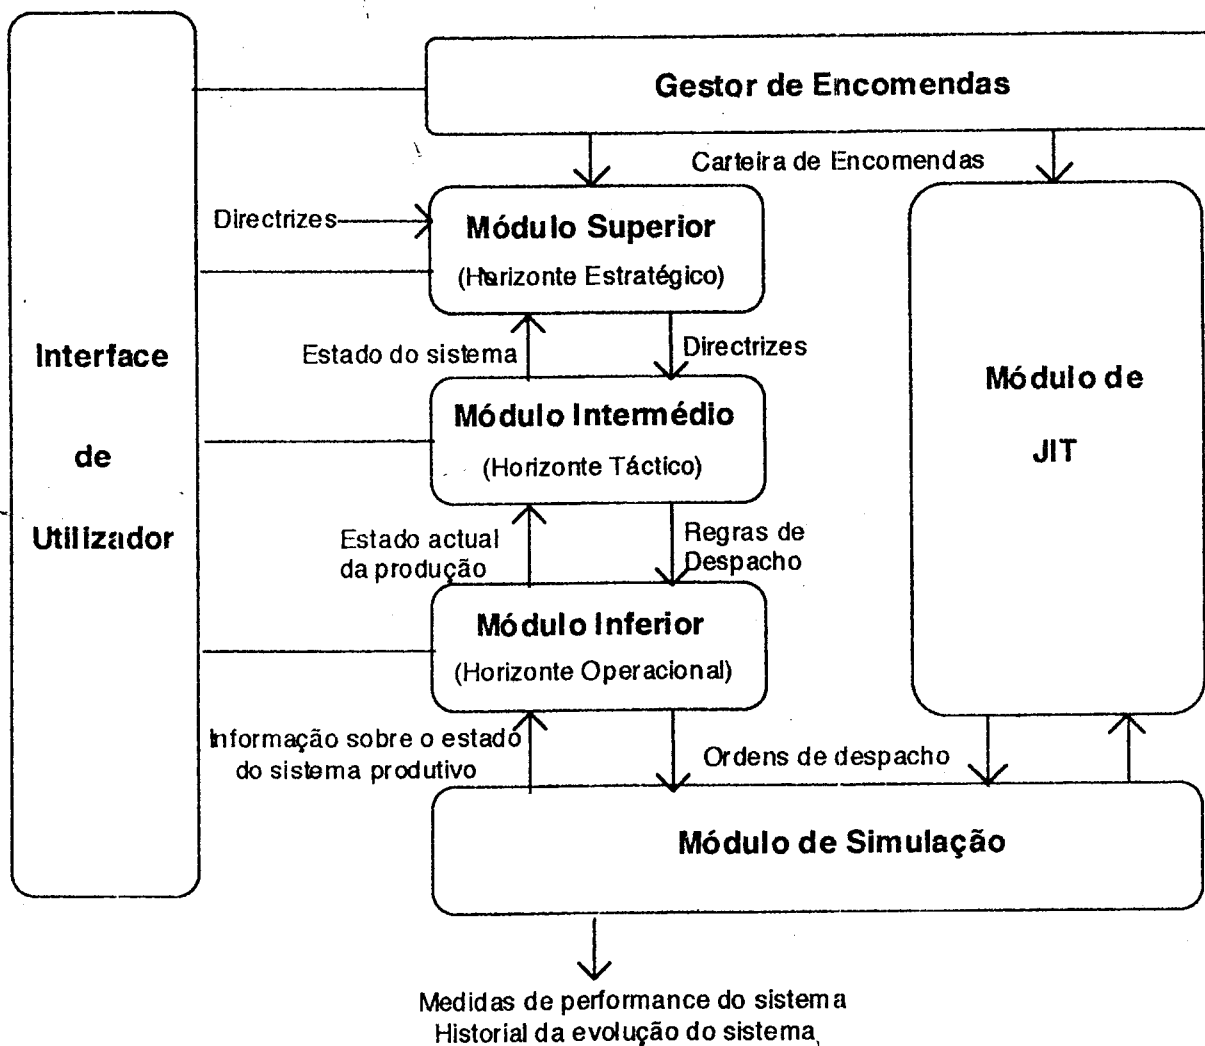 Gestor de Encomendas
Carteira de Encomendas
Directrizes
Módulo Superior
(Horizonte Estratégico)
Estado do sistema
Directrizes
Interface
de
Utilizador
Módulo Intermédio
(Horizonte Táctico)
Módulo de
JIT
Estado actual
da produção
Regras de
Despacho
Módulo Inferior
(Horizonte Operacional)
Informação sobre o estado
do sistema produtivo
Ordens de despacho
Módulo de Simulação
Medidas de performance do sistema
Historial da evolução do sistema